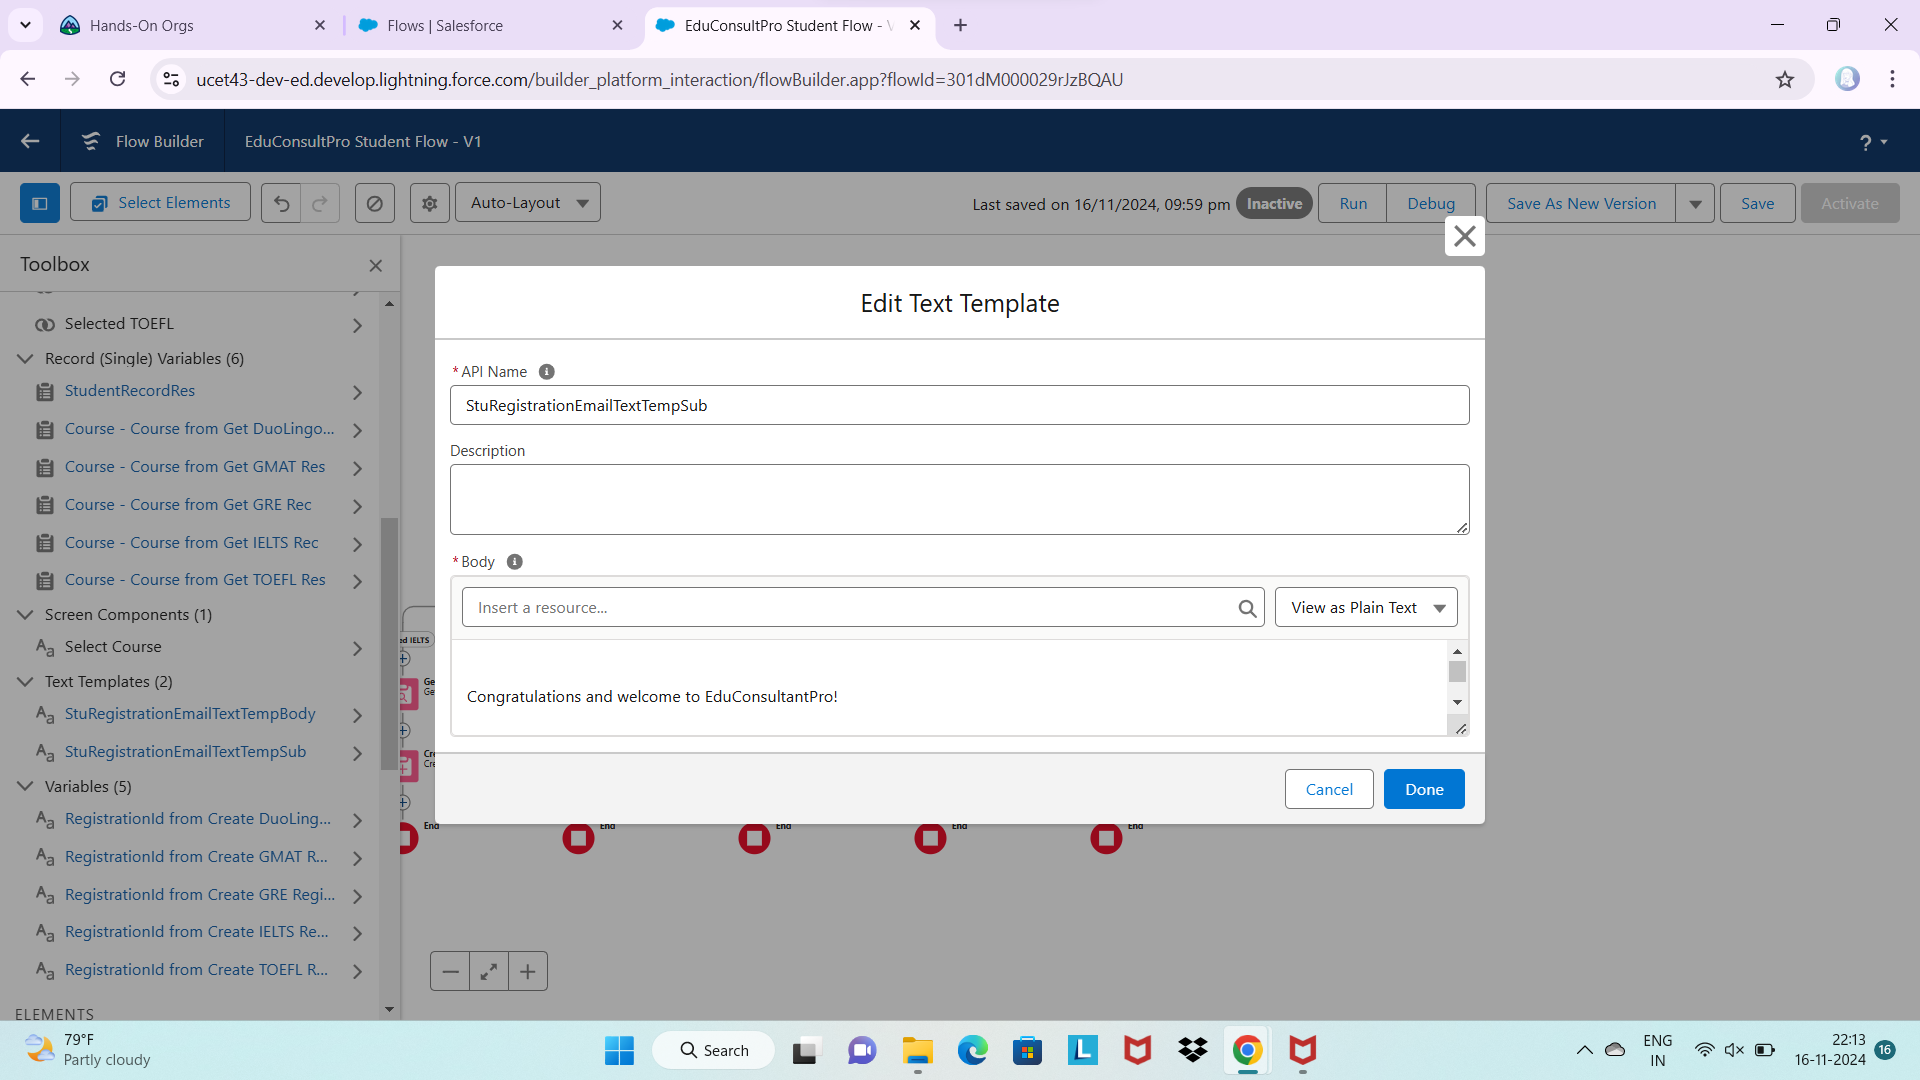 Hands-On Orgs
Flows | Salesforce
EduConsultPro Student Flow - V
ucet43-dev-ed.develop.lightning.force.com/builder_platform_interaction/flowBuilder.app?flowId=301dM000029rJzBQAU
Flow Builder
EduConsultPro Student Flow - V1
?
Select Elements
Auto-Layout
Last saved on 16/11/2024, 09:59 pm
Inactive
Run
Debug
Save As New Version
Save
Activate
Toolbox
Selected TOEFL
Record (Single) Variables (6)
StudentRecordRes
Course - Course from Get DuoLingo...
Course - Course from Get GMAT Res
Course - Course from Get GRE Rec
Course - Course from Get IELTS Rec
Course - Course from Get TOEFL Res
Screen Components (1)
Select Course
Text Templates (2)
StuRegistrationEmailTextTempBody
StuRegistrationEmailTextTempSub
Variables (5)
RegistrationId from Create DuoLing...
RegistrationId from Create GMAT R...
RegistrationId from Create GRE Regi...
RegistrationId from Create IELTS Re...
RegistrationId from Create TOEFL R...
ELEMENTS
ed IELTS
Ge
Ge
Cre
Cre
End
End
End
End
End
Edit Text Template
* API Name
StuRegistrationEmailTextTempSub
Description
* Body
Insert a resource...
View as Plain Text
Congratulations and welcome to EduConsultantPro!
Cancel
Done
79°F
Partly cloudy
Search
ENG
IN
22:13
16-11-2024
16